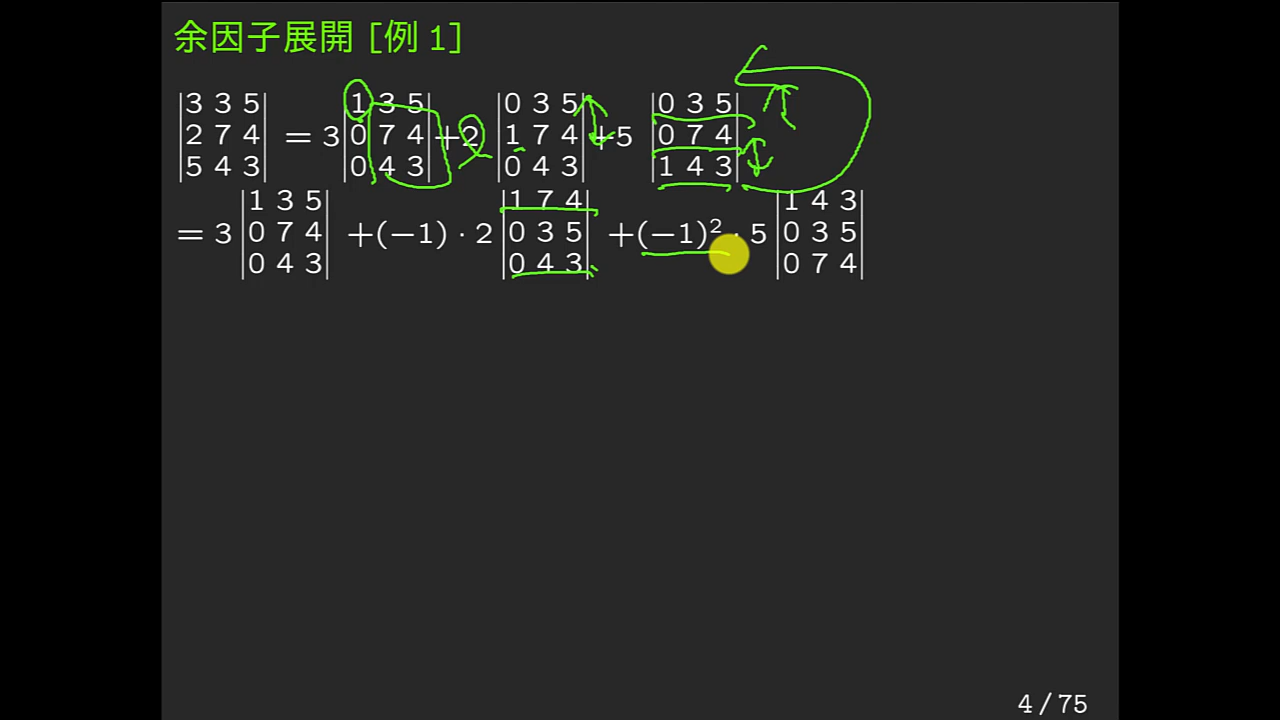 余因子展開 [例 1]
|3 3 5| |1 3 5| |0 3 5| |0 3 5|
|2 7 4| = 3 |0 7 4| + 2 |1 7 4| + 5 |0 7 4|
|5 4 3| |0 4 3| |0 4 3| |1 4 3|
|1 3 5| |1 7 4| |1 4 3|
= 3 |0 7 4| +(−1) · 2 |0 3 5| +(−1)² · 5 |0 3 5|
|0 4 3| |0 4 3| |0 7 4|
4 / 75